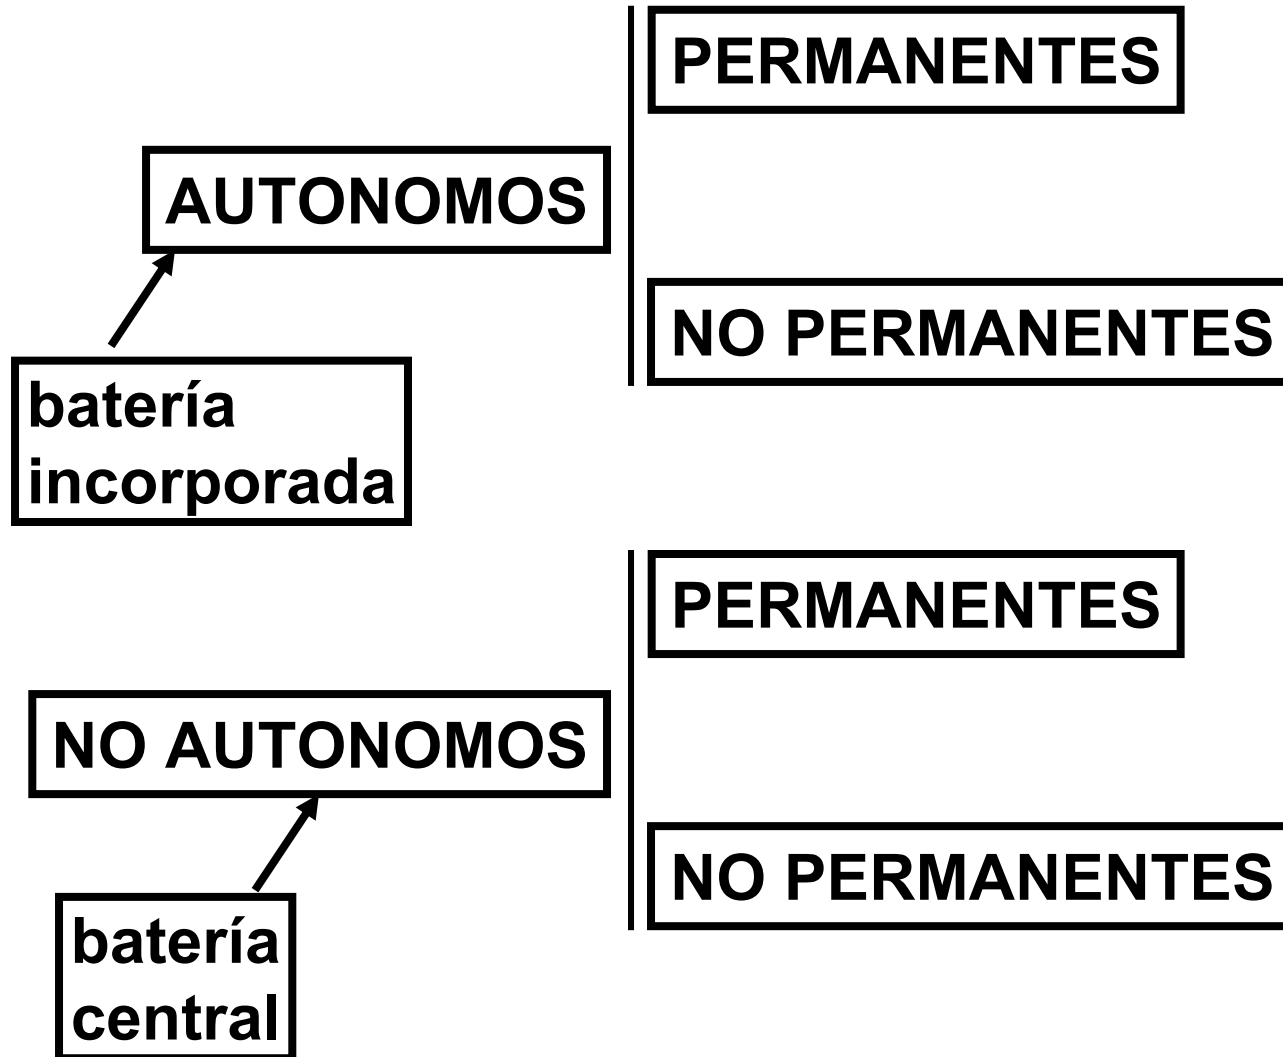 PERMANENTES
AUTONOMOS
NO PERMANENTES
batería
incorporada
PERMANENTES
NO AUTONOMOS
NO PERMANENTES
batería
central